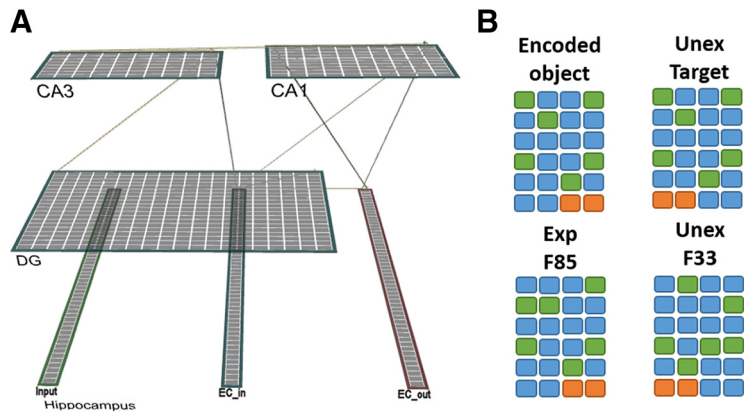 A
CA3
CA1
DG
Input
EC_in
EC_out
Hippocampus
B
Encoded
object
Unex
Target
Exp
F85
Unex
F33